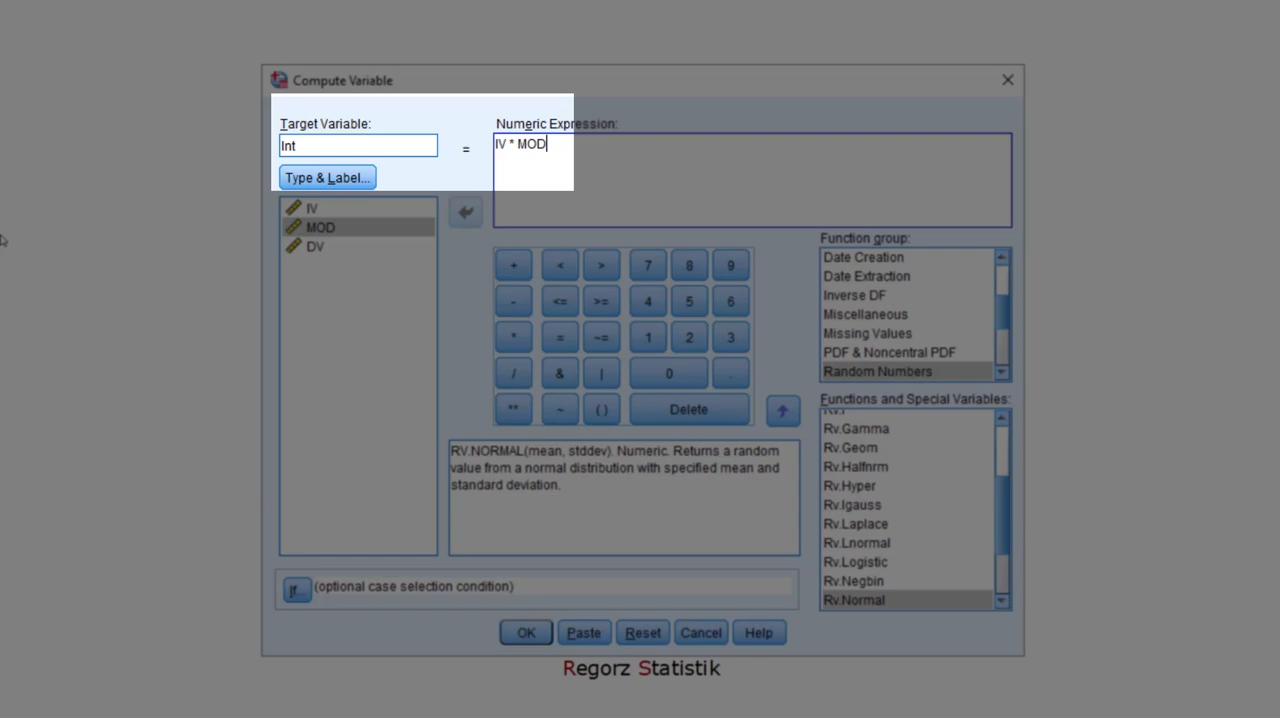 Compute Variable
Target Variable:
Int
=
Numeric Expression:
IV * MOD
Type & Label...
IV
MOD
DV
+ < > 7 8 9
- <= >= 4 5 6
* = ~= 1 2 3
/ & | 0 .
** ~ ( ) Delete
Function group:
Date Creation
Date Extraction
Inverse DF
Miscellaneous
Missing Values
PDF & Noncentral PDF
Random Numbers
Functions and Special Variables:
Rv.F
Rv.Gamma
Rv.Geom
Rv.Halfnrm
Rv.Hyper
Rv.Igauss
Rv.Laplace
Rv.Lnormal
Rv.Logistic
Rv.Negbin
Rv.Normal
RV.NORMAL(mean, stddev). Numeric. Returns a random
value from a normal distribution with specified mean and
standard deviation.
If... (optional case selection condition)
OK Paste Reset Cancel Help
Regorz Statistik